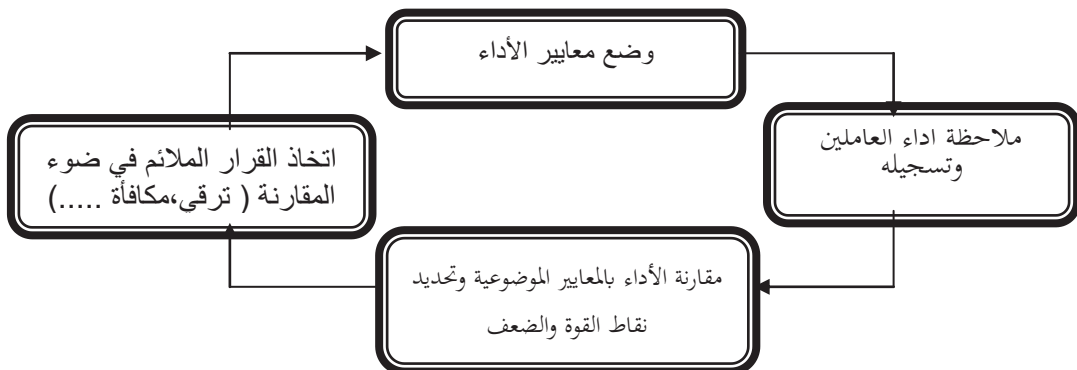 وضع معايير الأداء
ملاحظة اداء العاملين
وتسجيله
مقارنة الأداء بالمعايير الموضوعية وتحديد
نقاط القوة والضعف
اتخاذ القرار الملائم في ضوء
المقارنة ( ترقي،مكافأة .....)